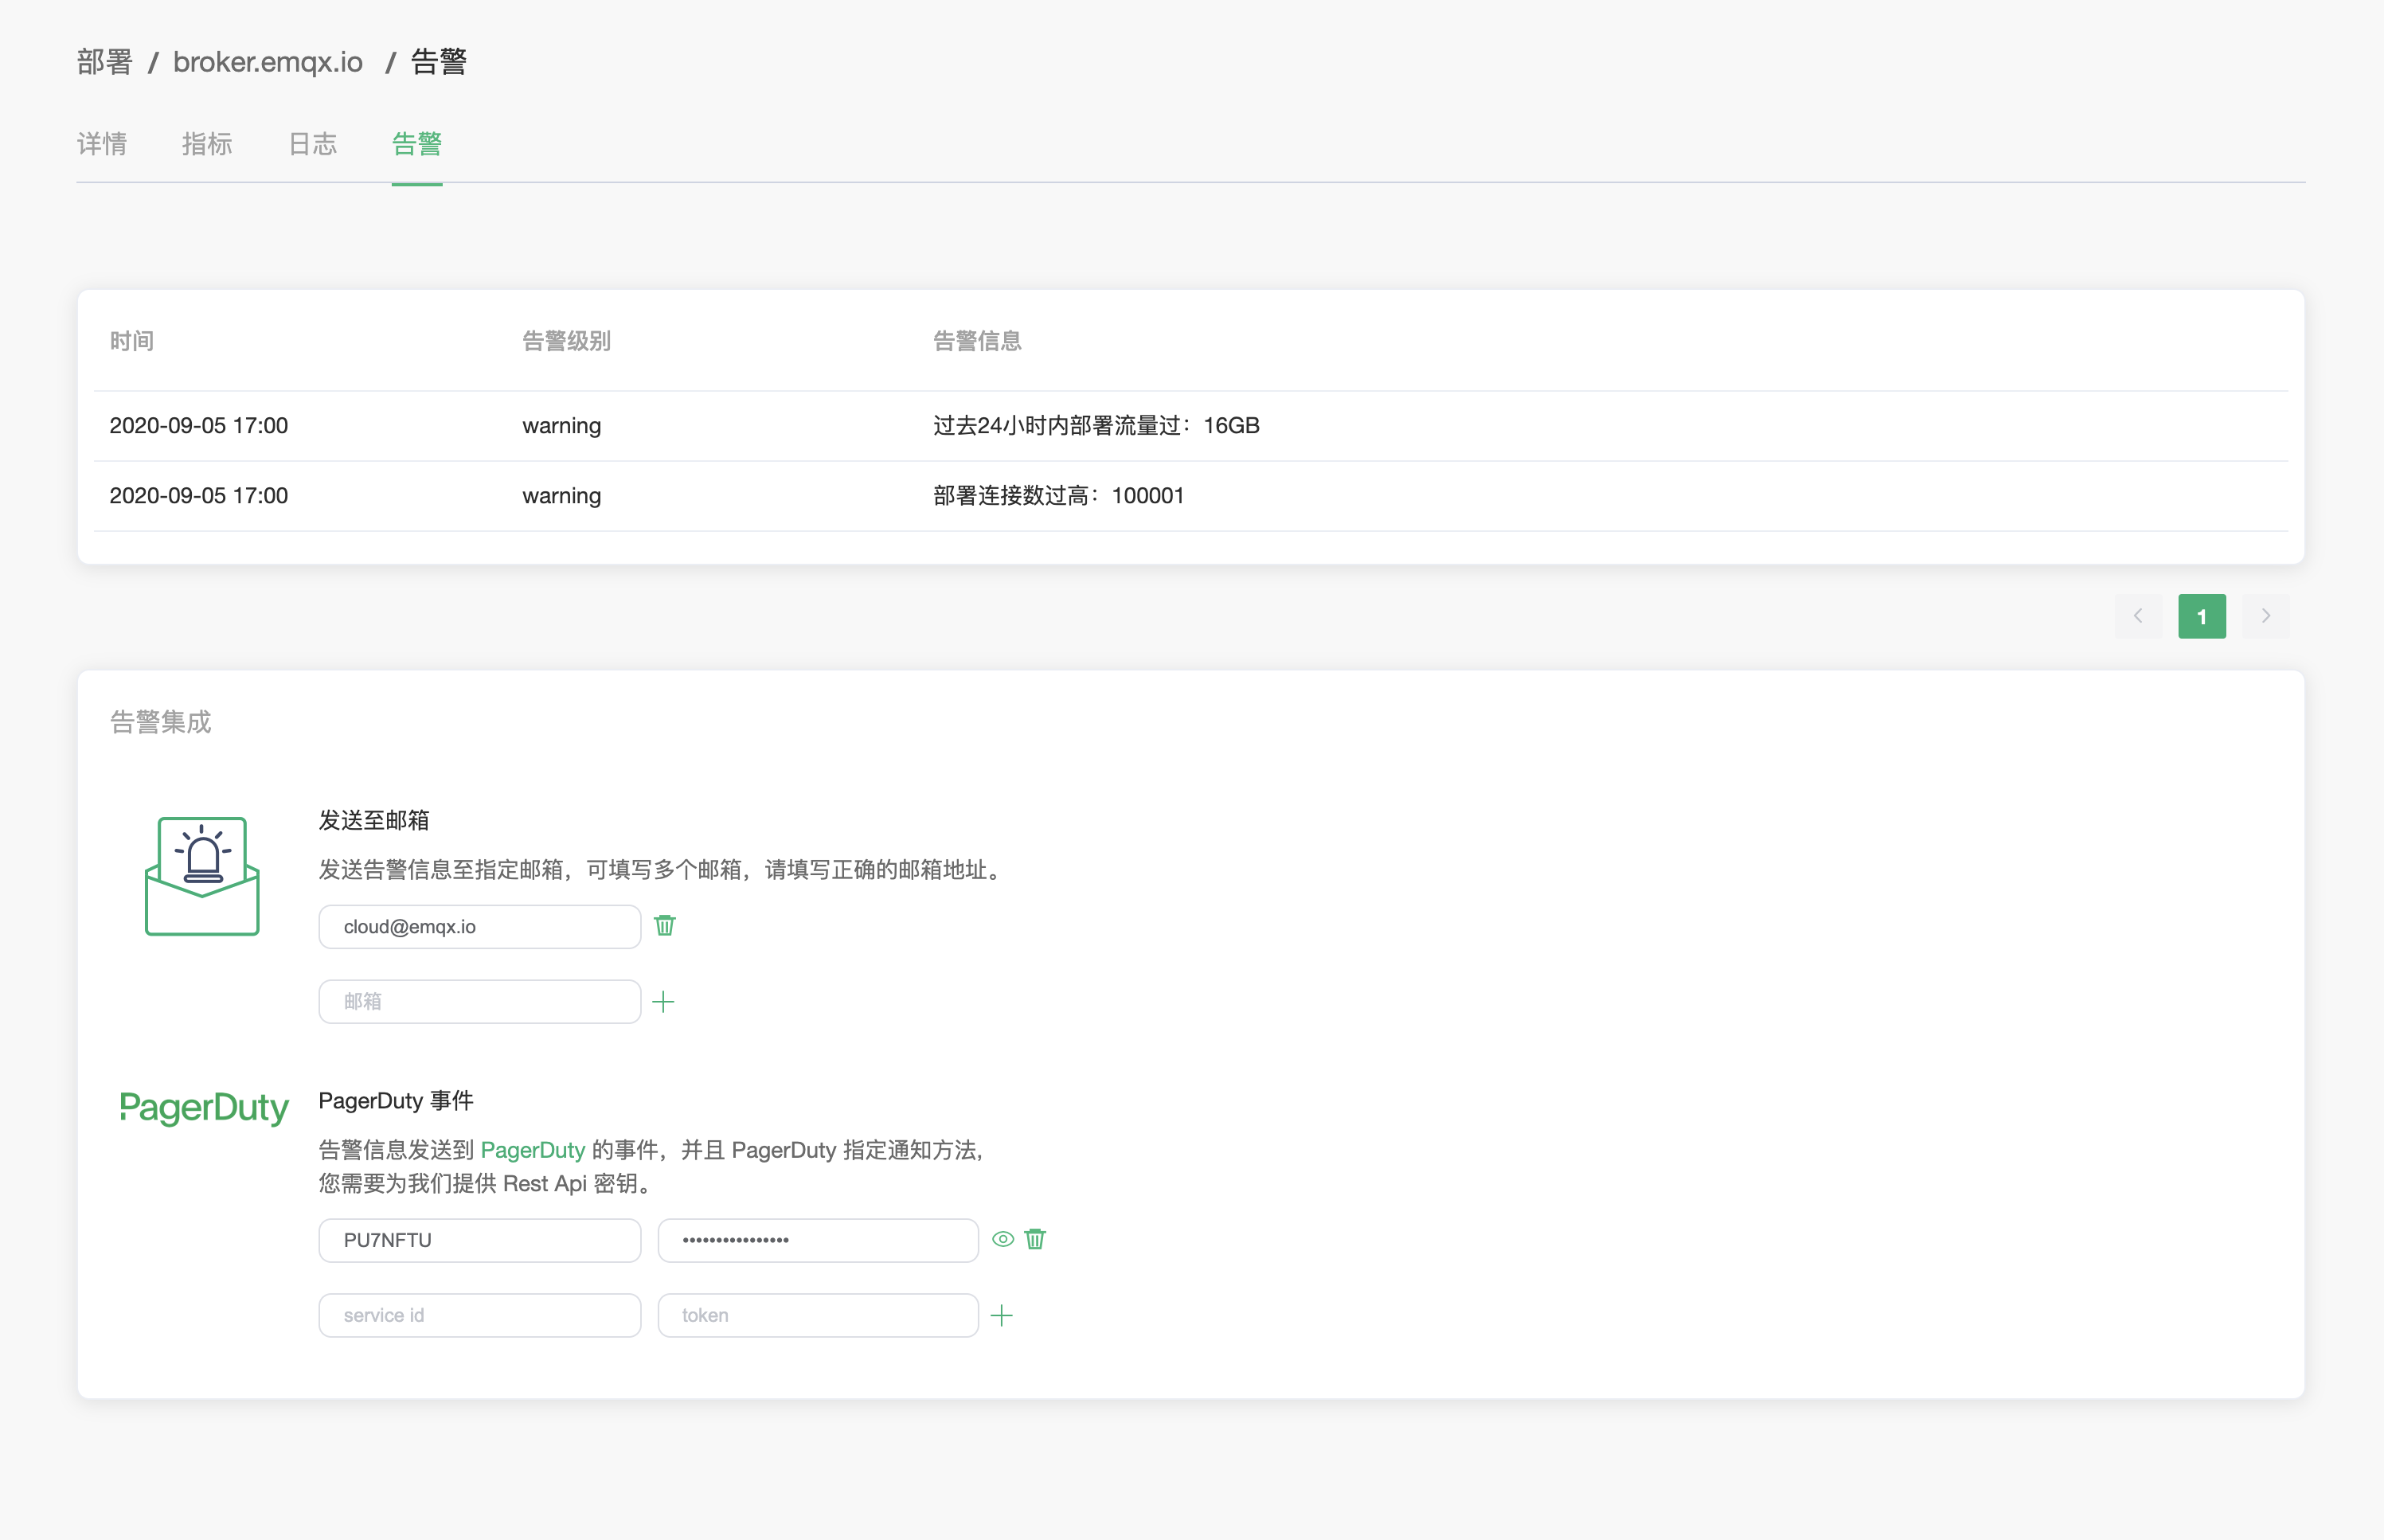 部署 / broker.emqx.io / 告警
详情 指标 日志 告警
时间 告警级别 告警信息
2020-09-05 17:00 warning 过去24小时内部署流量过：16GB
2020-09-05 17:00 warning 部署连接数过高：100001
1
告警集成
发送至邮箱
发送告警信息至指定邮箱，可填写多个邮箱，请填写正确的邮箱地址。
cloud@emqx.io
邮箱
PagerDuty PagerDuty 事件
告警信息发送到 PagerDuty 的事件，并且 PagerDuty 指定通知方法,
您需要为我们提供 Rest Api 密钥。
PU7NFTU ••••••••••••••••
service id token